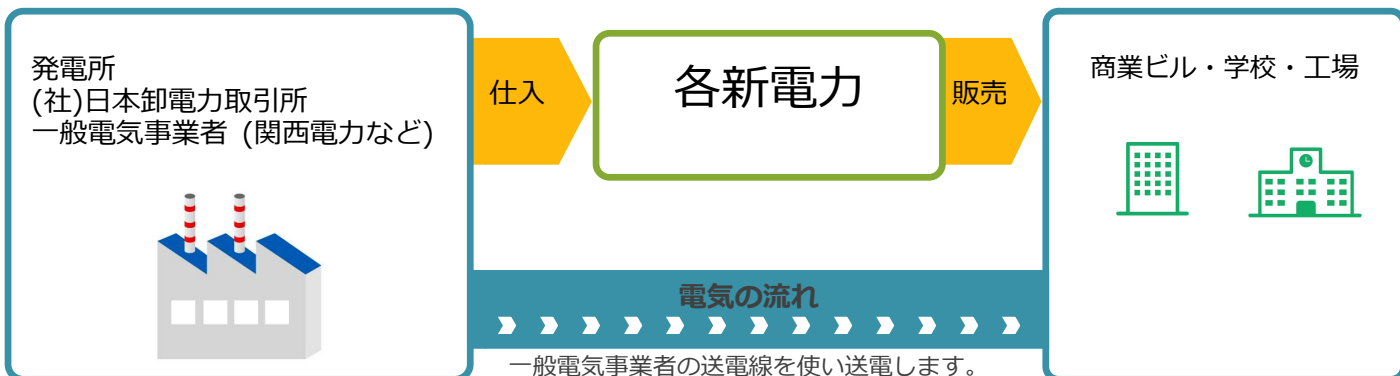 発電所
(社)日本卸電力取引所
一般電気事業者 (関西電力など)
仕入
各新電力
販売
商業ビル・学校・工場
電気の流れ
一般電気事業者の送電線を使い送電します。